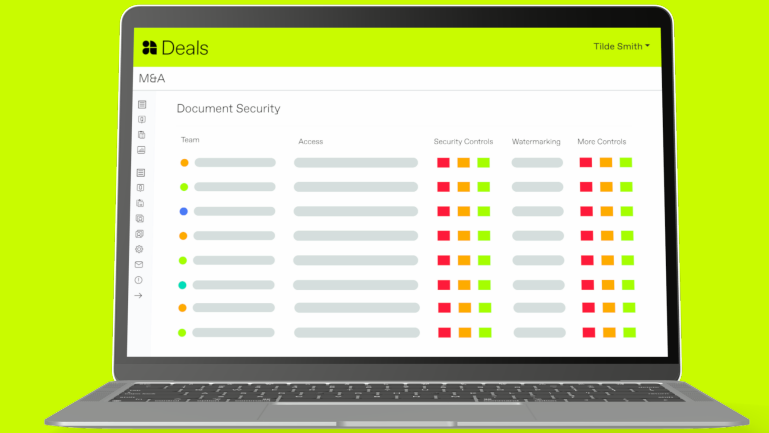 Deals
Tilde Smith
M&A
Document Security
Team Access Security Controls Watermarking More Controls